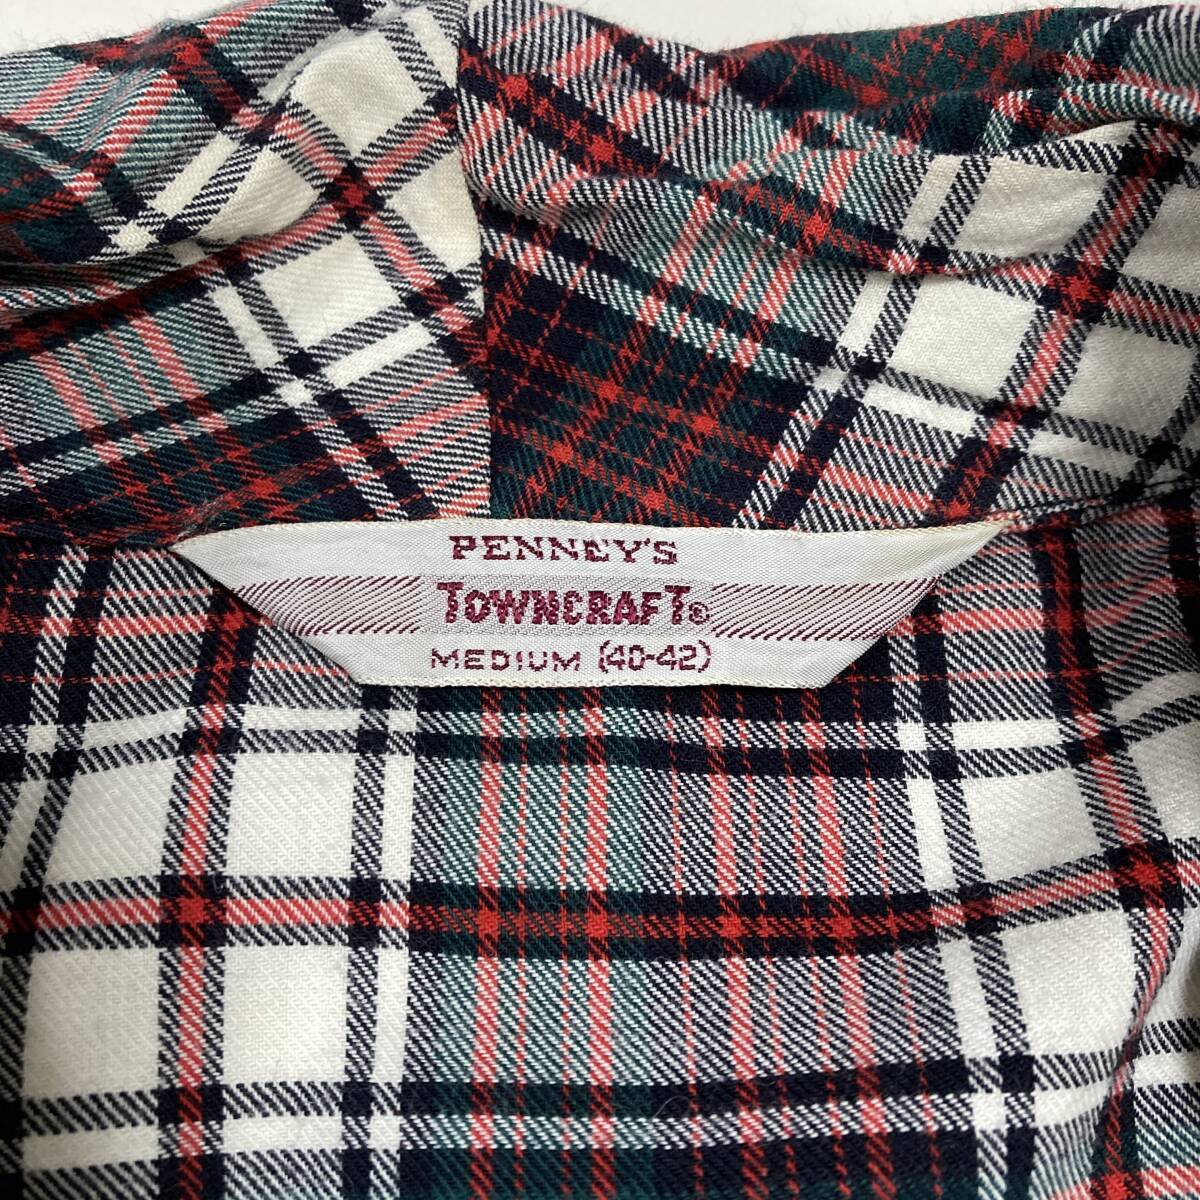 PENNEY'S
TOWNCRAFT®
MEDIUM (40-42)